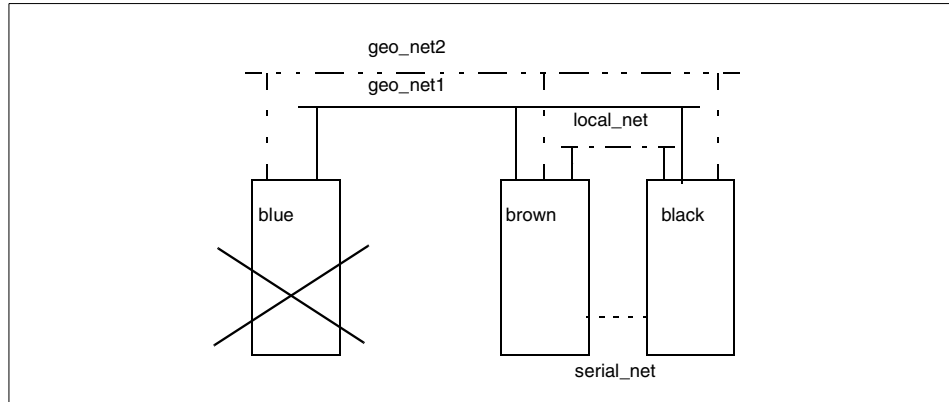 geo_net2
geo_net1
local_net
blue
brown
black
serial_net